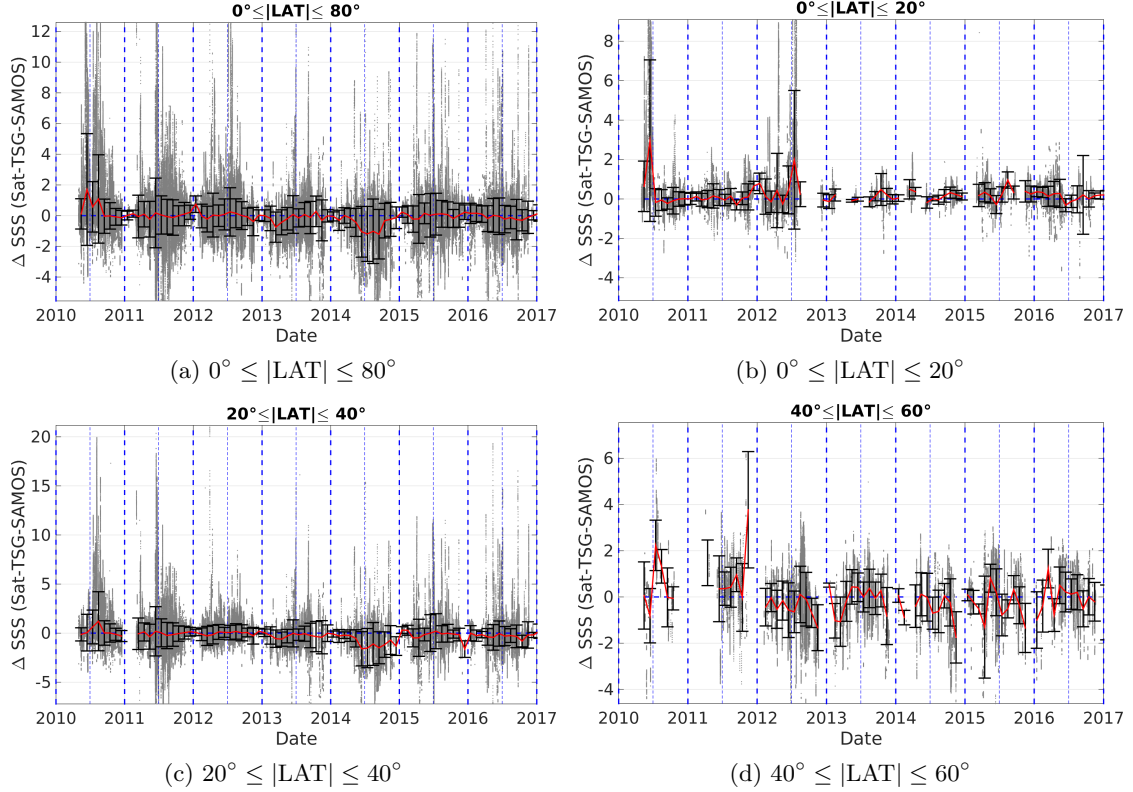 0°≤|LAT|≤ 80°
Δ SSS (Sat-TSG-SAMOS)
12
10
8
6
4
2
0
-2
-4
2010 2011 2012 2013 2014 2015 2016 2017
Date
(a) 0° ≤ |LAT| ≤ 80°
0°≤|LAT|≤ 20°
Δ SSS (Sat-TSG-SAMOS)
8
6
4
2
0
-2
-4
2010 2011 2012 2013 2014 2015 2016 2017
Date
(b) 0° ≤ |LAT| ≤ 20°
20°≤|LAT|≤ 40°
Δ SSS (Sat-TSG-SAMOS)
20
15
10
5
0
-5
2010 2011 2012 2013 2014 2015 2016 2017
Date
(c) 20° ≤ |LAT| ≤ 40°
40°≤|LAT|≤ 60°
Δ SSS (Sat-TSG-SAMOS)
6
4
2
0
-2
-4
2010 2011 2012 2013 2014 2015 2016 2017
Date
(d) 40° ≤ |LAT| ≤ 60°